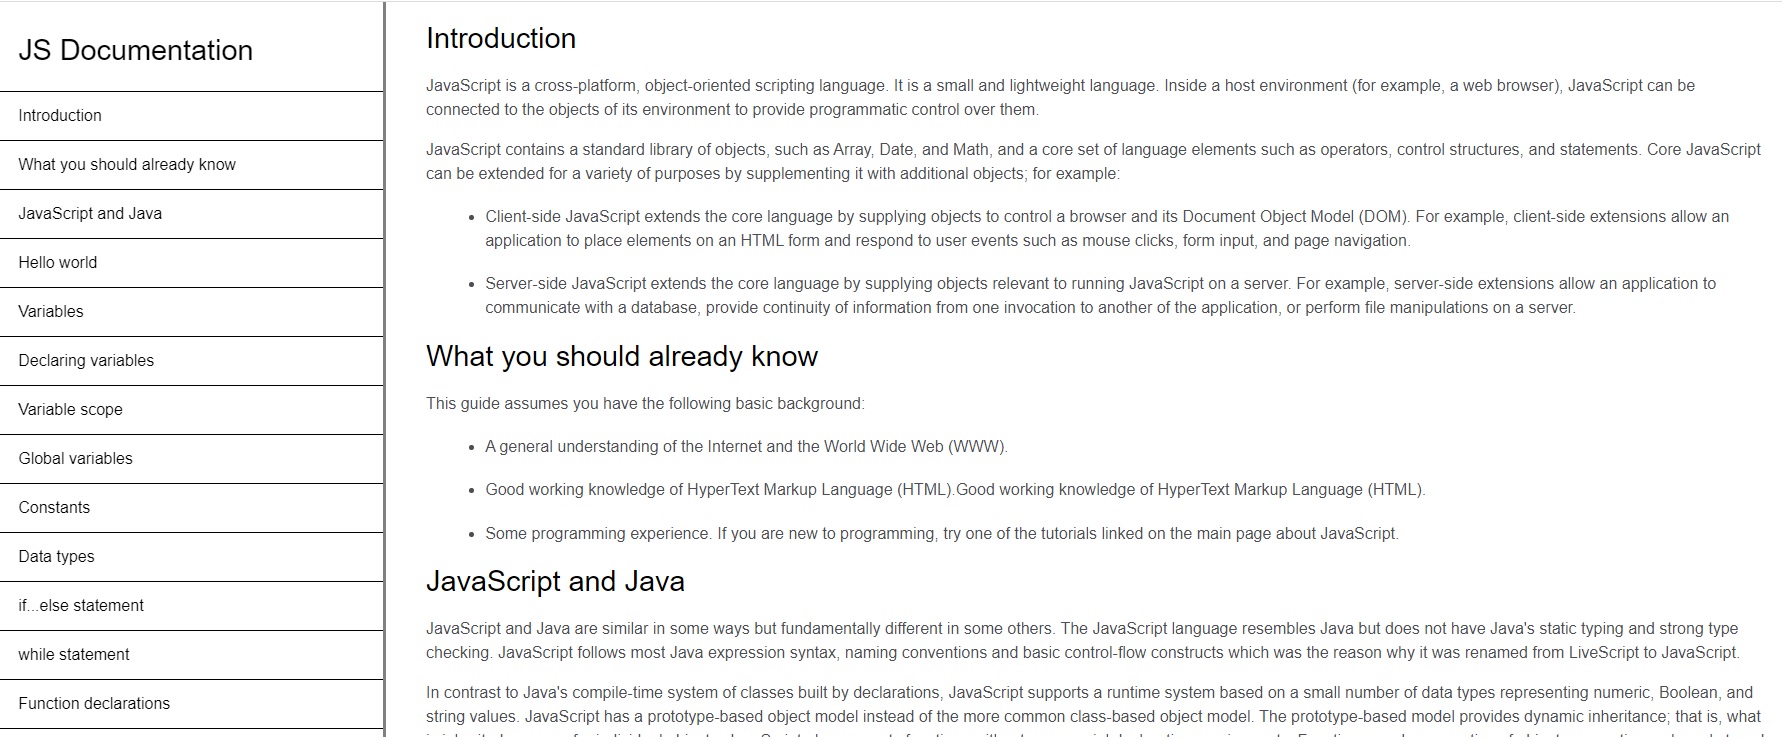 JS Documentation
Introduction
What you should already know
JavaScript and Java
Hello world
Variables
Declaring variables
Variable scope
Global variables
Constants
Data types
if...else statement
while statement
Function declarations
Introduction
JavaScript is a cross-platform, object-oriented scripting language. It is a small and lightweight language. Inside a host environment (for example, a web browser), JavaScript can be
connected to the objects of its environment to provide programmatic control over them.
JavaScript contains a standard library of objects, such as Array, Date, and Math, and a core set of language elements such as operators, control structures, and statements. Core JavaScript
can be extended for a variety of purposes by supplementing it with additional objects; for example:
• Client-side JavaScript extends the core language by supplying objects to control a browser and its Document Object Model (DOM). For example, client-side extensions allow an
application to place elements on an HTML form and respond to user events such as mouse clicks, form input, and page navigation.
• Server-side JavaScript extends the core language by supplying objects relevant to running JavaScript on a server. For example, server-side extensions allow an application to
communicate with a database, provide continuity of information from one invocation to another of the application, or perform file manipulations on a server.
What you should already know
This guide assumes you have the following basic background:
• A general understanding of the Internet and the World Wide Web (WWW).
• Good working knowledge of HyperText Markup Language (HTML).Good working knowledge of HyperText Markup Language (HTML).
• Some programming experience. If you are new to programming, try one of the tutorials linked on the main page about JavaScript.
JavaScript and Java
JavaScript and Java are similar in some ways but fundamentally different in some others. The JavaScript language resembles Java but does not have Java's static typing and strong type
checking. JavaScript follows most Java expression syntax, naming conventions and basic control-flow constructs which was the reason why it was renamed from LiveScript to JavaScript.
In contrast to Java's compile-time system of classes built by declarations, JavaScript supports a runtime system based on a small number of data types representing numeric, Boolean, and
string values. JavaScript has a prototype-based object model instead of the more common class-based object model. The prototype-based model provides dynamic inheritance; that is, what